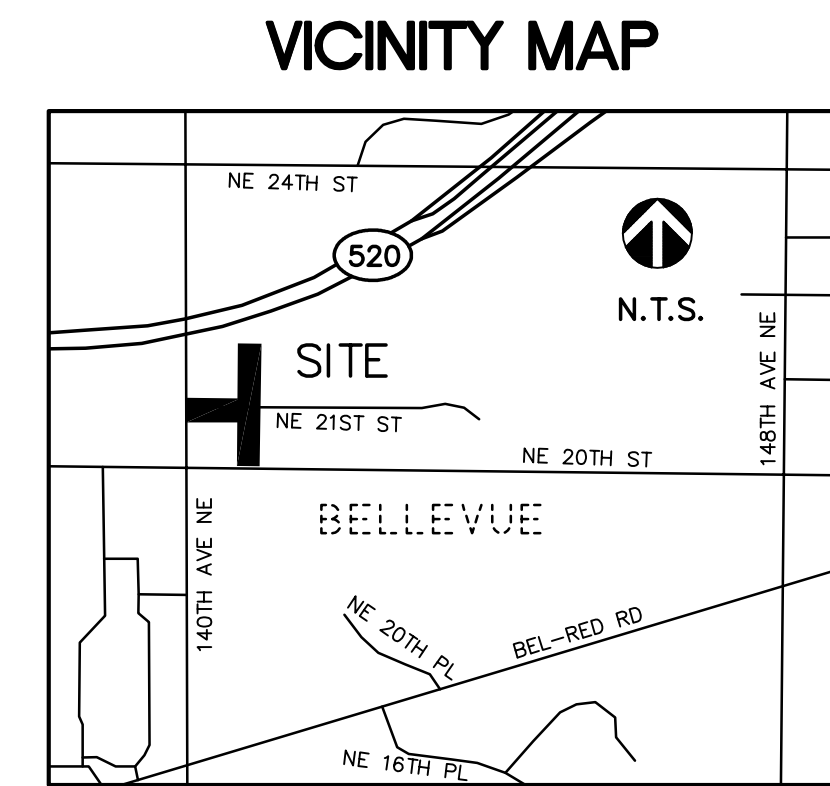 VICINITY MAP
NE 24TH ST
520
N.T.S.
SITE
148TH AVE NE
NE 21ST ST
NE 20TH ST
140TH AVE NE
BELLEVUE
NE 20TH PL
BEL-RED RD
NE 16TH PL